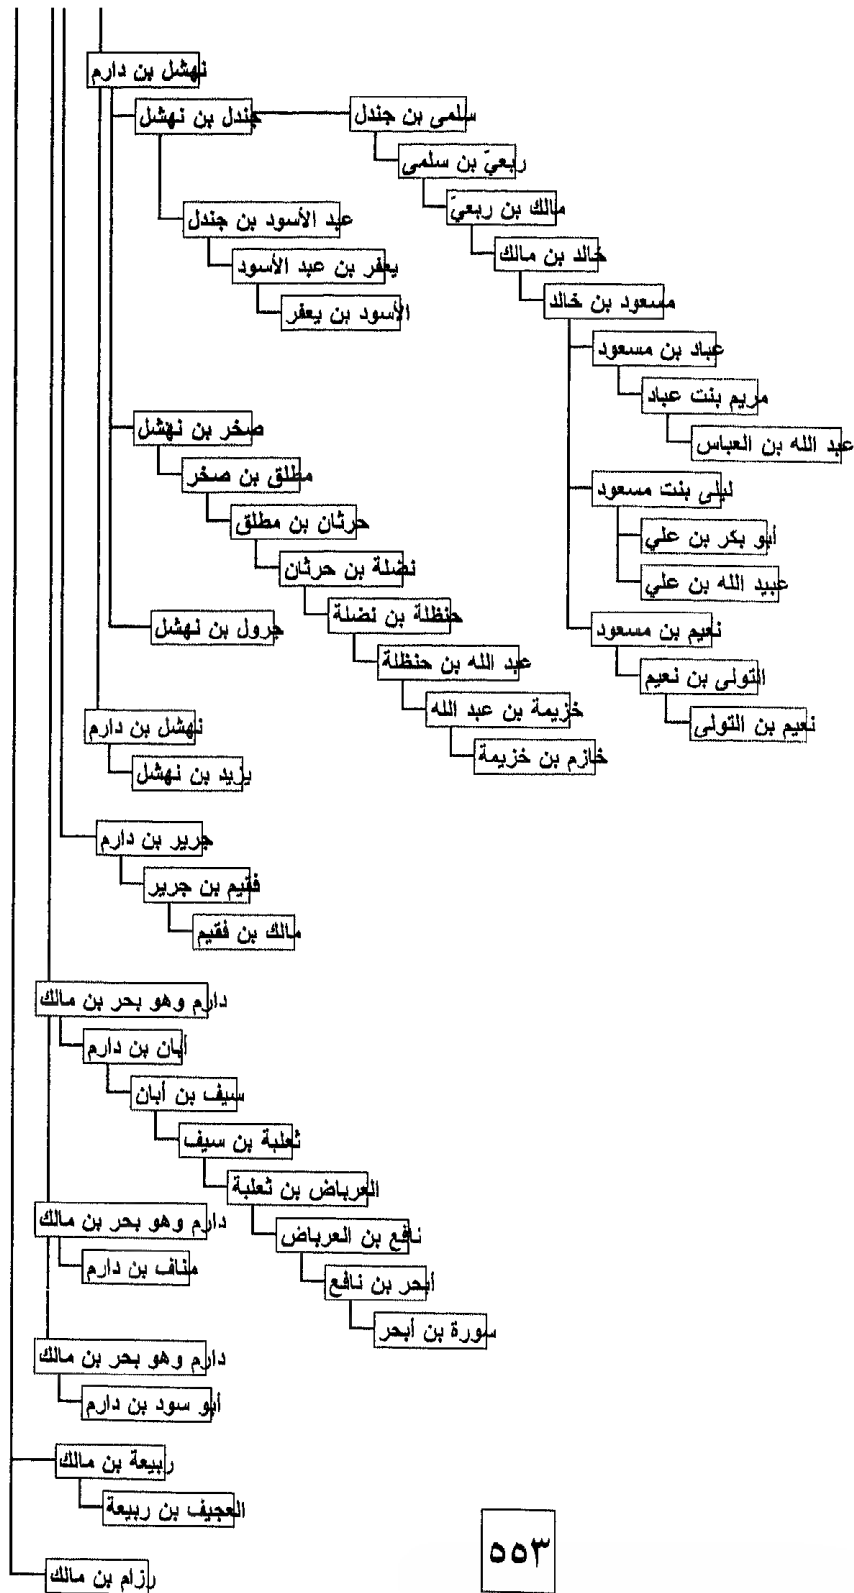 نهشل بن دارم
جندل بن نهشل
سلمى بن جندل
ربعيّ بن سلمى
مالك بن ربعيّ
عبد الأسود بن جندل
خالد بن مالك
يعفر بن عبد الأسود
مسعود بن خالد
الأسود بن يعفر
عباد بن مسعود
مريم بنت عباد
صخر بن نهشل
عبد الله بن العباس
مطلق بن صخر
ليلى بنت مسعود
حرثان بن مطلق
أبو بكر بن علي
نضلة بن حرثان
عبيد الله بن علي
حنظلة بن نضلة
جرول بن نهشل
نعيم بن مسعود
عبد الله بن حنظلة
التولى بن نعيم
خزيمة بن عبد الله
نهشل بن دارم
نعيم بن التولى
خازم بن خزيمة
يزيد بن نهشل
جرير بن دارم
فقيم بن جرير
مالك بن فقيم
دارم وهو بحر بن مالك
أبان بن دارم
سيف بن أبان
ثعلبة بن سيف
العرباض بن ثعلبة
دارم وهو بحر بن مالك
نافع بن العرباض
مناف بن دارم
أبحر بن نافع
سورة بن أبحر
دارم وهو بحر بن مالك
أبو سود بن دارم
ربيعة بن مالك
العجيف بن ربيعة
رزام بن مالك
٥٥٣